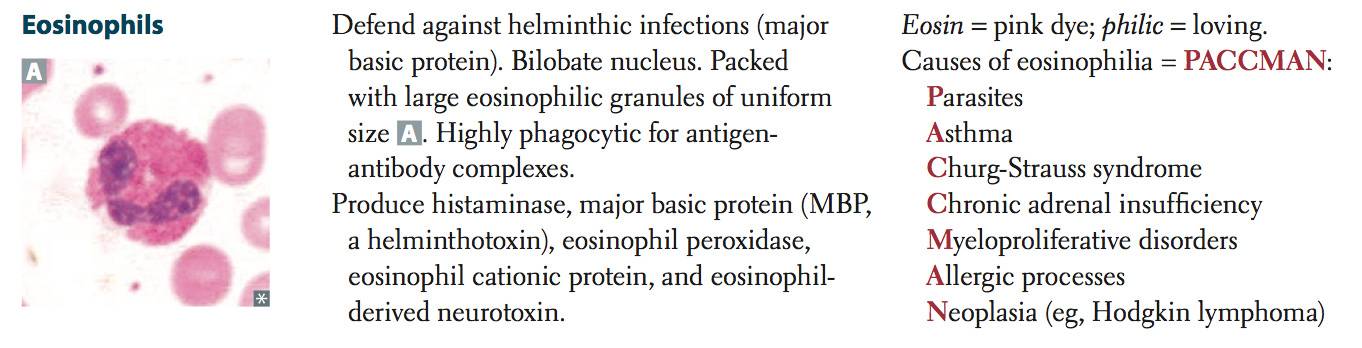 Eosinophils
A
*
Defend against helminthic infections (major
basic protein). Bilobate nucleus. Packed
with large eosinophilic granules of uniform
size A. Highly phagocytic for antigen-
antibody complexes.
Produce histaminase, major basic protein (MBP,
a helminthotoxin), eosinophil peroxidase,
eosinophil cationic protein, and eosinophil-
derived neurotoxin.
Eosin = pink dye; philic = loving.
Causes of eosinophilia = PACCMAN:
Parasites
Asthma
Churg-Strauss syndrome
Chronic adrenal insufficiency
Myeloproliferative disorders
Allergic processes
Neoplasia (eg, Hodgkin lymphoma)